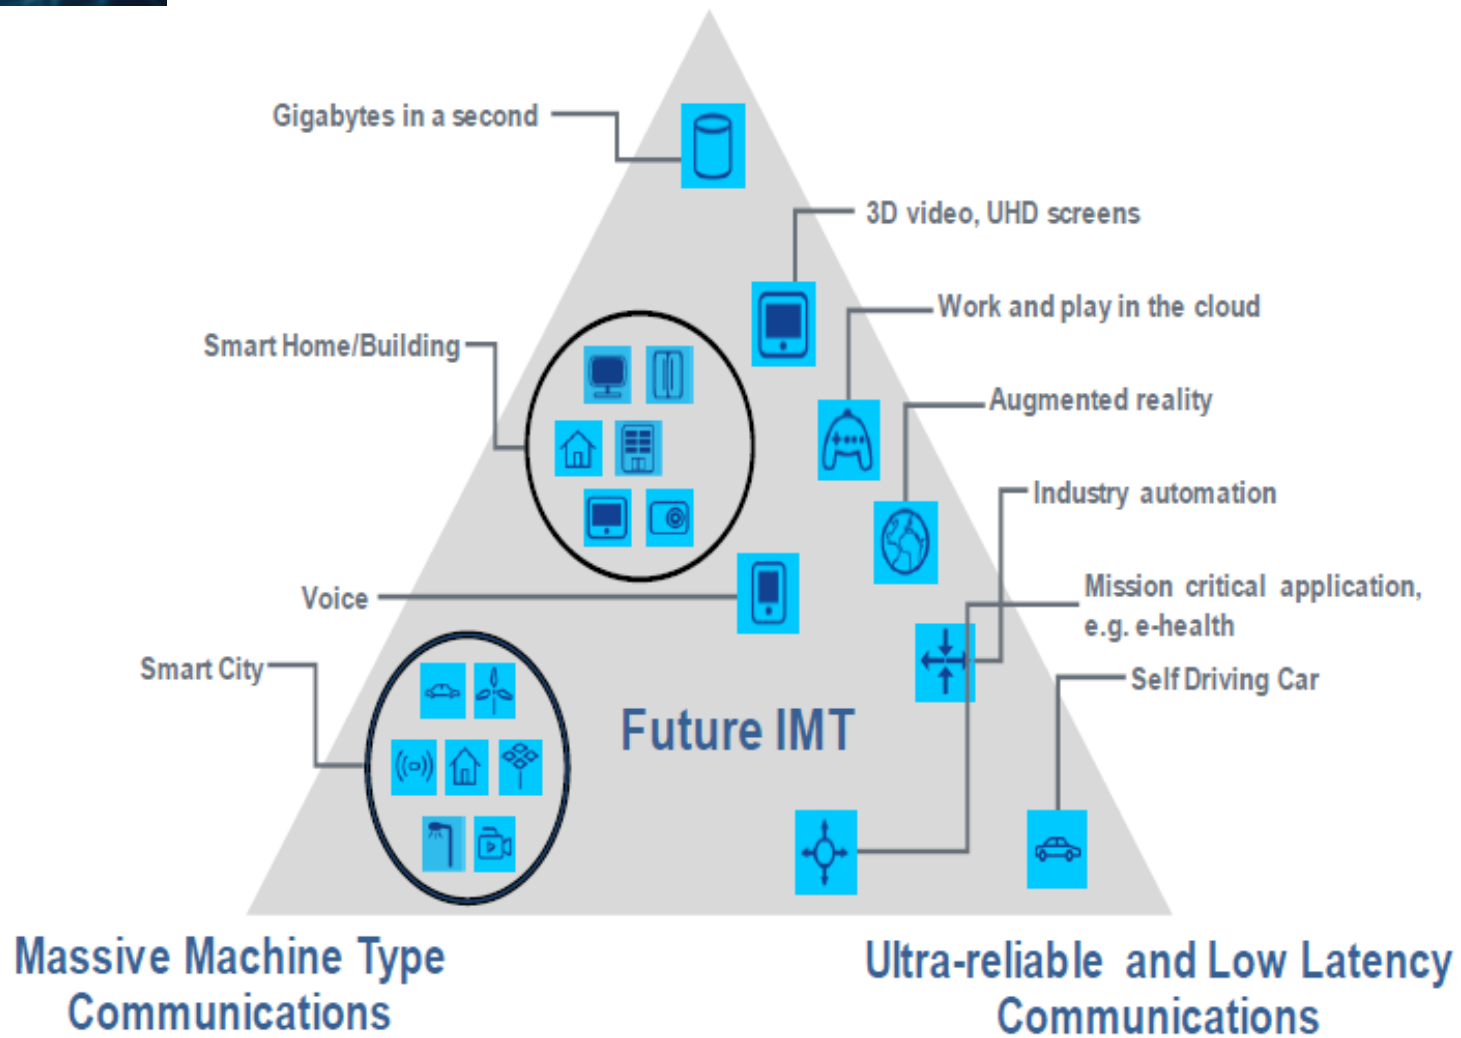 Gigabytes in a second
3D video, UHD screens
Work and play in the cloud
Smart Home/Building
Augmented reality
Industry automation
Mission critical application,
e.g. e-health
Voice
Smart City
Self Driving Car
Future IMT
Massive Machine Type
Communications
Ultra-reliable and Low Latency
Communications